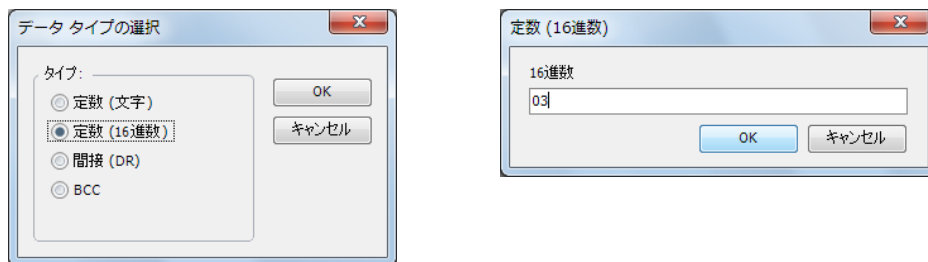 データ タイプの選択
タイプ:
定数 (文字)
定数 (16進数)
間接 (DR)
BCC
OK
キャンセル
定数 (16進数)
16進数
03
OK
キャンセル